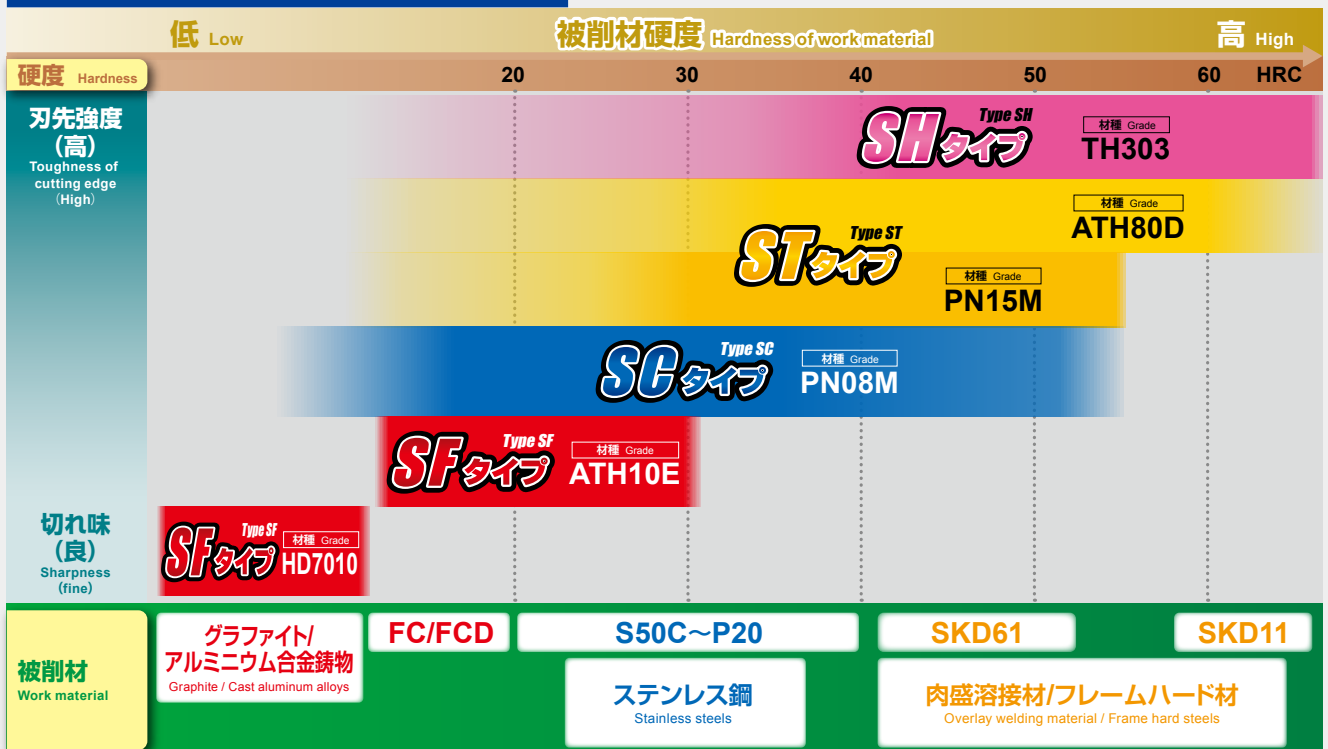 低 Low
被削材硬度 Hardness of work material
高 High
硬度 Hardness
20
30
40
50
60
HRC
刃先強度
(高)
Toughness of
cutting edge
(High)
Type SH
SHタイプ
材種 Grade
TH303
材種 Grade
ATH80D
Type ST
STタイプ
材種 Grade
PN15M
Type SC
SCタイプ
材種 Grade
PN08M
Type SF
SFタイプ
材種 Grade
ATH10E
切れ味
(良)
Sharpness
(fine)
Type SF
SFタイプ
材種 Grade
HD7010
被削材
Work material
グラファイト/
アルミニウム合金鋳物
Graphite / Cast aluminum alloys
FC/FCD
S50C～P20
SKD61
SKD11
ステンレス鋼
Stainless steels
肉盛溶接材/フレームハード材
Overlay welding material / Frame hard steels